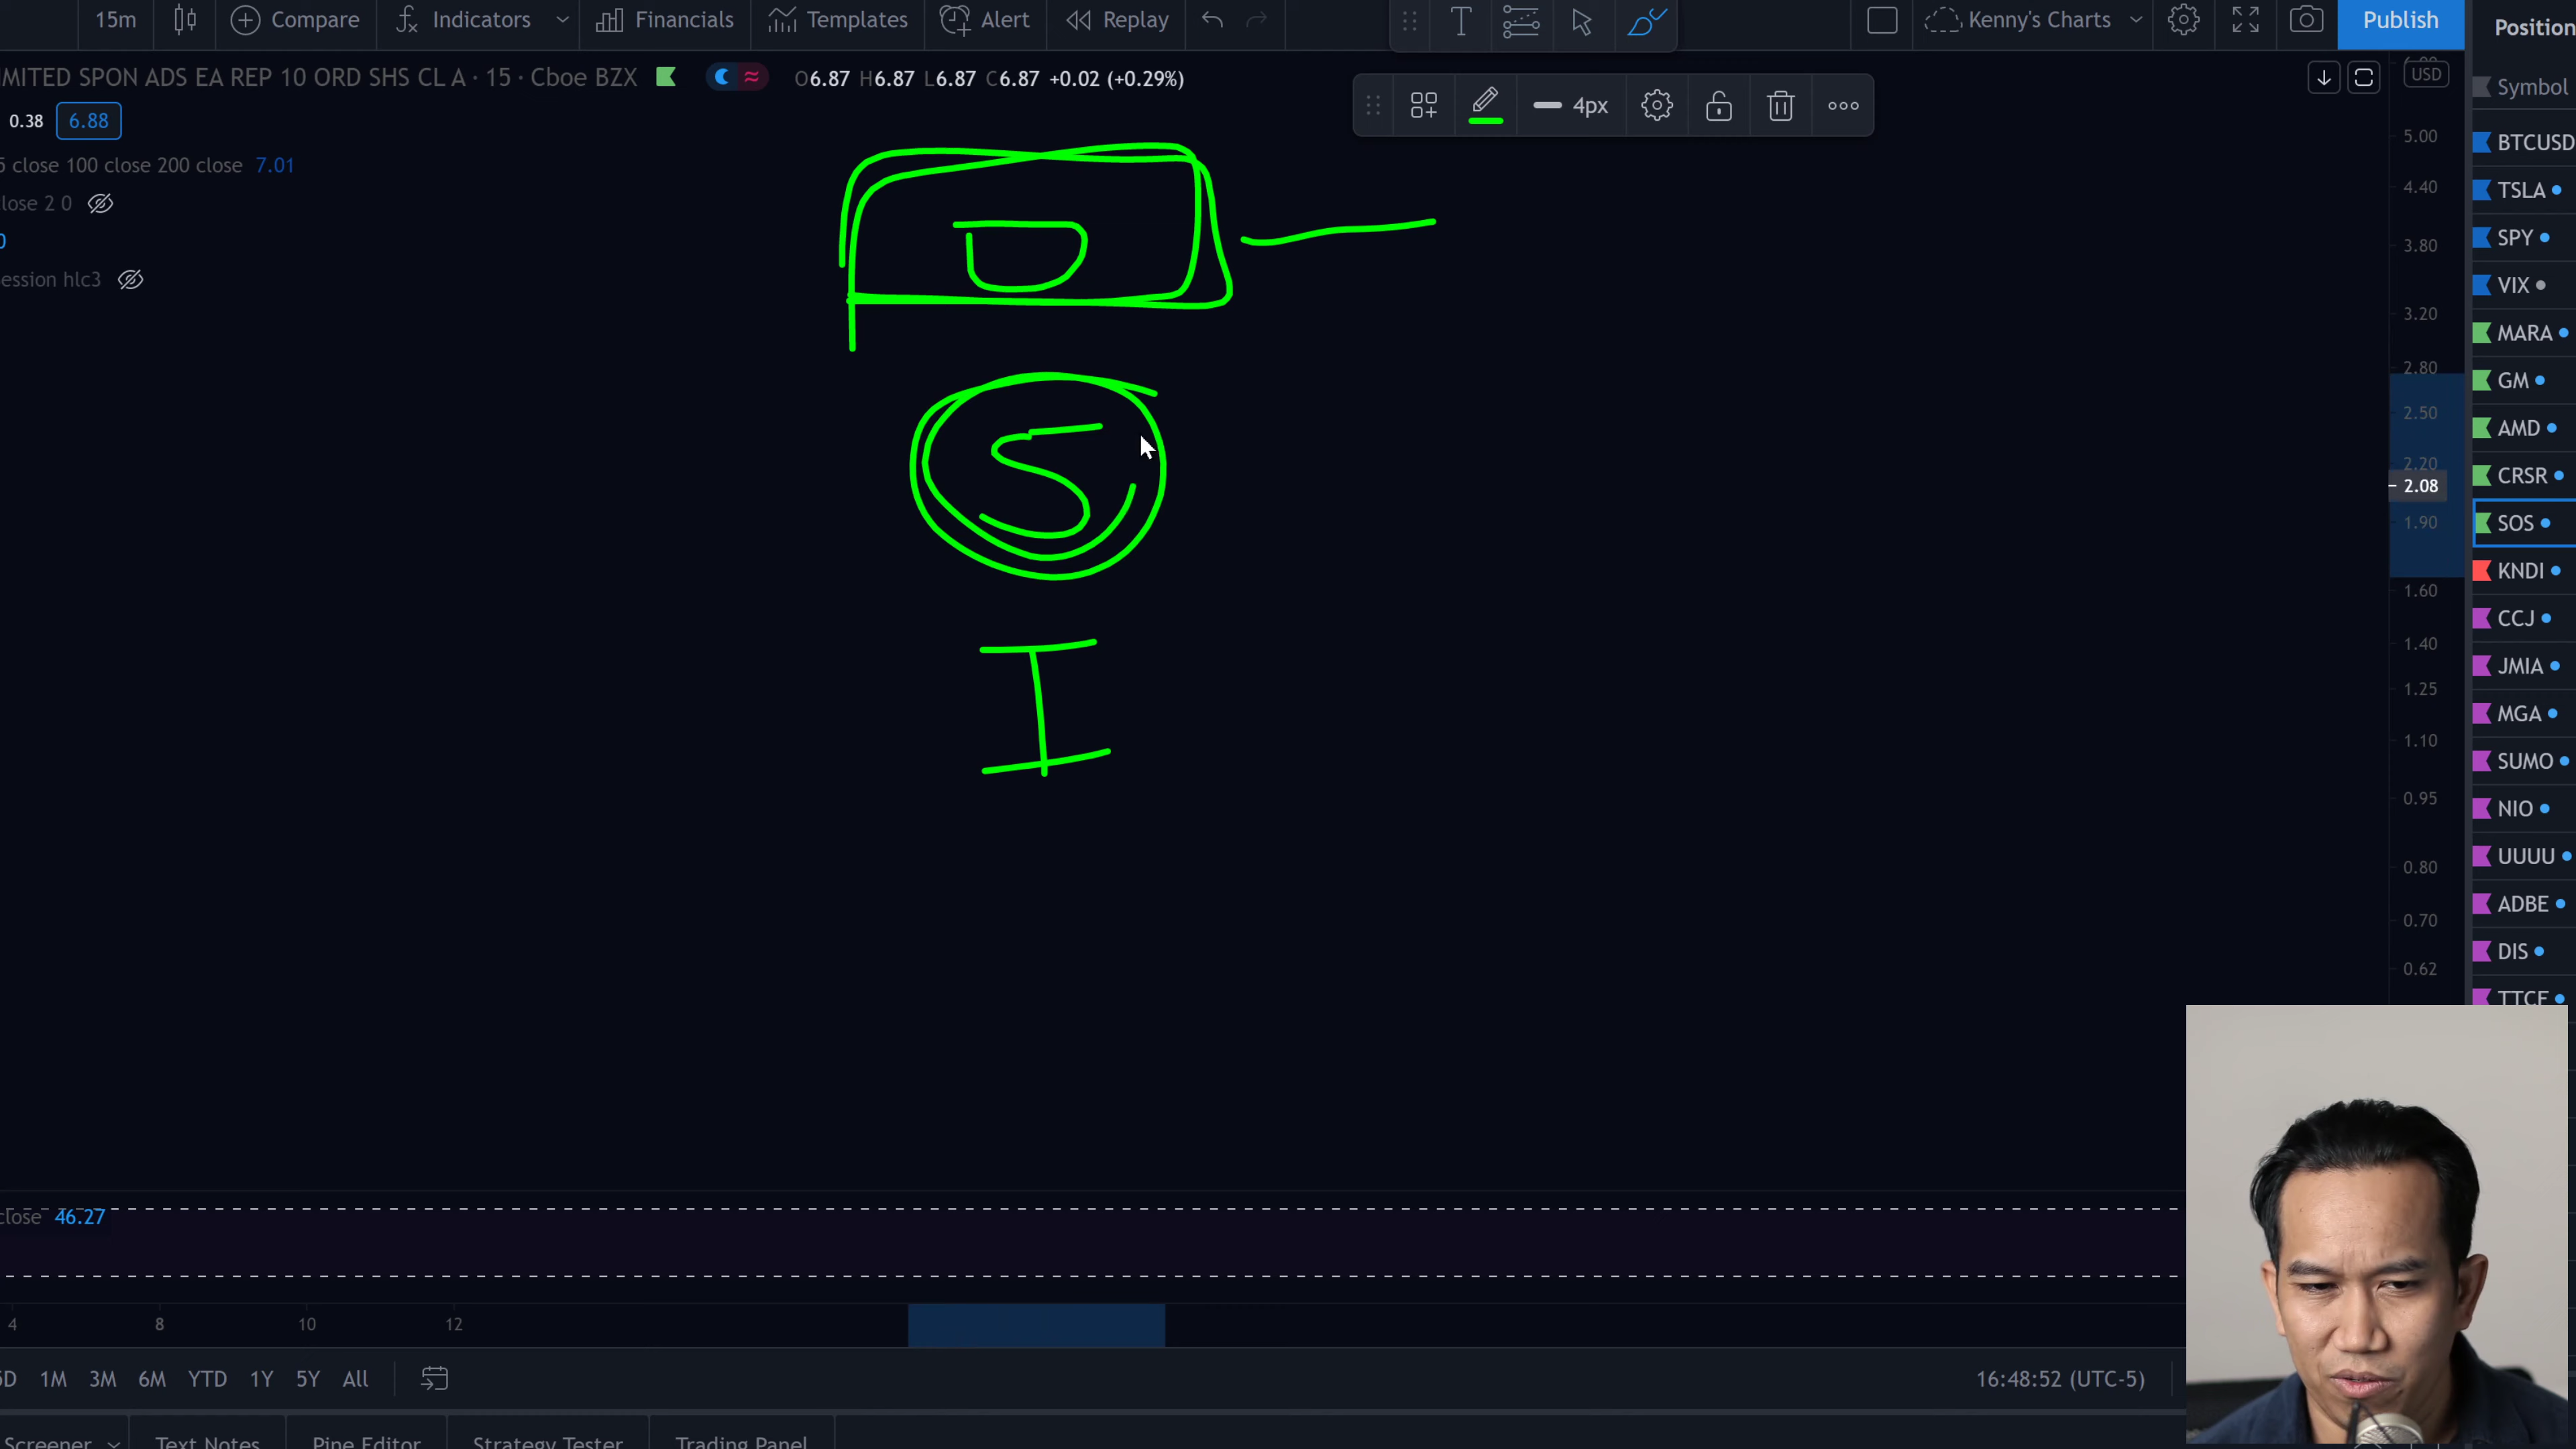 15m Compare Indicators Financials Templates Alert Replay T Kenny's Charts Publish
Position
IMITED SPON ADS EA REP 10 ORD SHS CL A · 15 · Cboe BZX O6.87 H6.87 L6.87 C6.87 +0.02 (+0.29%)
USD
Symbol
0.38 6.88
4px
5 close 100 close 200 close 7.01
lose 2 0
0
ession hlc3
D
S
I
5.00
4.40
3.80
3.20
2.80
2.50
2.20
2.08
1.90
1.60
1.40
1.25
1.10
0.95
0.80
0.70
0.62
BTCUSD
TSLA
SPY
VIX
MARA
GM
AMD
CRSR
SOS
KNDI
CCJ
JMIA
MGA
SUMO
NIO
UUUU
ADBE
DIS
TTCF
close 46.27
4 8 10 12
5D 1M 3M 6M YTD 1Y 5Y All 16:48:52 (UTC-5)
Screener Text Notes Pine Editor Strategy Tester Trading Panel